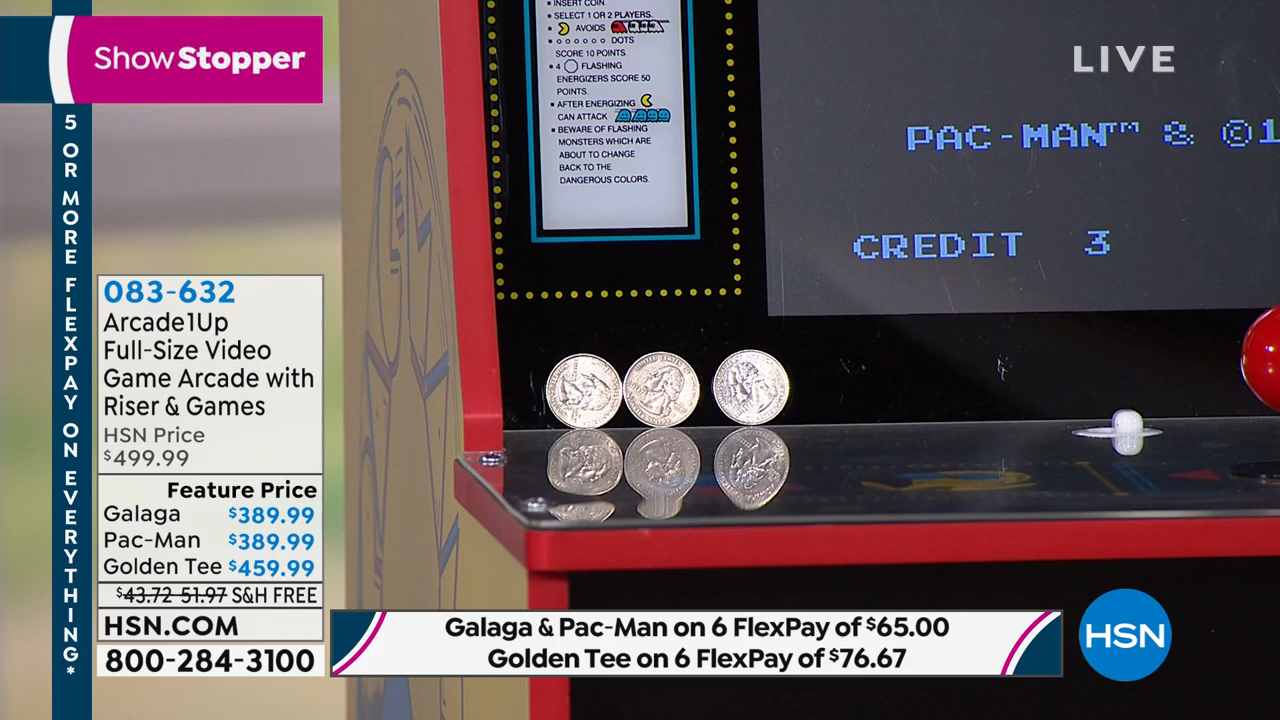 ShowStopper
LIVE
5 OR MORE FLEXPAY ON EVERYTHING*
INSERT COIN.
SELECT 1 OR 2 PLAYERS.
AVOIDS
DOTS
SCORE 10 POINTS.
4 FLASHING
ENERGIZERS SCORE 50
POINTS.
AFTER ENERGIZING
CAN ATTACK
BEWARE OF FLASHING
MONSTERS WHICH ARE
ABOUT TO CHANGE
BACK TO THE
DANGEROUS COLORS.
PAC-MAN™ & ©1
CREDIT 3
083-632
Arcade1Up
Full-Size Video
Game Arcade with
Riser & Games
HSN Price
$499.99
Feature Price
Galaga $389.99
Pac-Man $389.99
Golden Tee $459.99
$43.72-51.97 S&H FREE
HSN.COM
800-284-3100
Galaga & Pac-Man on 6 FlexPay of $65.00
Golden Tee on 6 FlexPay of $76.67
HSN